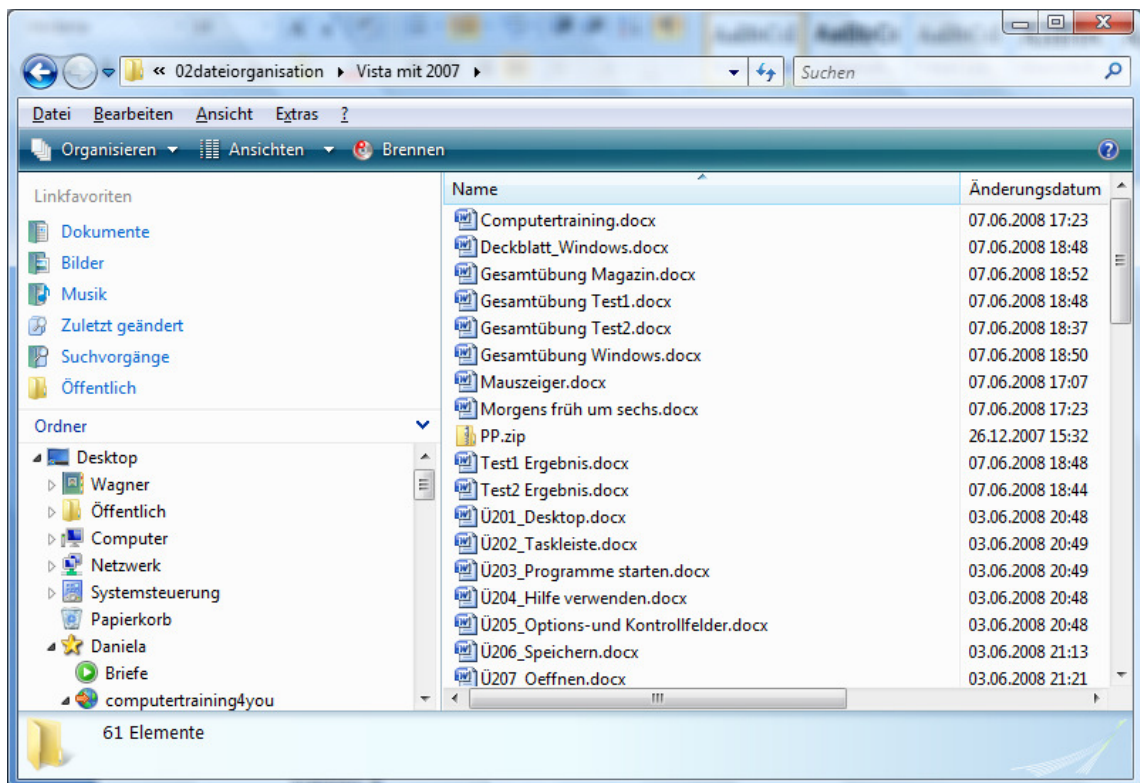 « 02dateiorganisation Vista mit 2007
Suchen
Datei Bearbeiten Ansicht Extras ?
Organisieren Ansichten Brennen
Linkfavoriten
Dokumente
Bilder
Musik
Zuletzt geändert
Suchvorgänge
Öffentlich
Ordner
Desktop
Wagner
Öffentlich
Computer
Netzwerk
Systemsteuerung
Papierkorb
Daniela
Briefe
computertraining4you
Name Änderungsdatum
Computertraining.docx 07.06.2008 17:23
Deckblatt_Windows.docx 07.06.2008 18:48
Gesamtübung Magazin.docx 07.06.2008 18:52
Gesamtübung Test1.docx 07.06.2008 18:48
Gesamtübung Test2.docx 07.06.2008 18:37
Gesamtübung Windows.docx 07.06.2008 18:50
Mauszeiger.docx 07.06.2008 17:07
Morgens früh um sechs.docx 07.06.2008 17:23
PP.zip 26.12.2007 15:32
Test1 Ergebnis.docx 07.06.2008 18:48
Test2 Ergebnis.docx 07.06.2008 18:44
Ü201_Desktop.docx 03.06.2008 20:48
Ü202_Taskleiste.docx 03.06.2008 20:49
Ü203_Programme starten.docx 03.06.2008 20:49
Ü204_Hilfe verwenden.docx 03.06.2008 20:48
Ü205_Options-und Kontrollfelder.docx 03.06.2008 20:48
Ü206_Speichern.docx 03.06.2008 21:13
Ü207_Oeffnen.docx 03.06.2008 21:21
61 Elemente